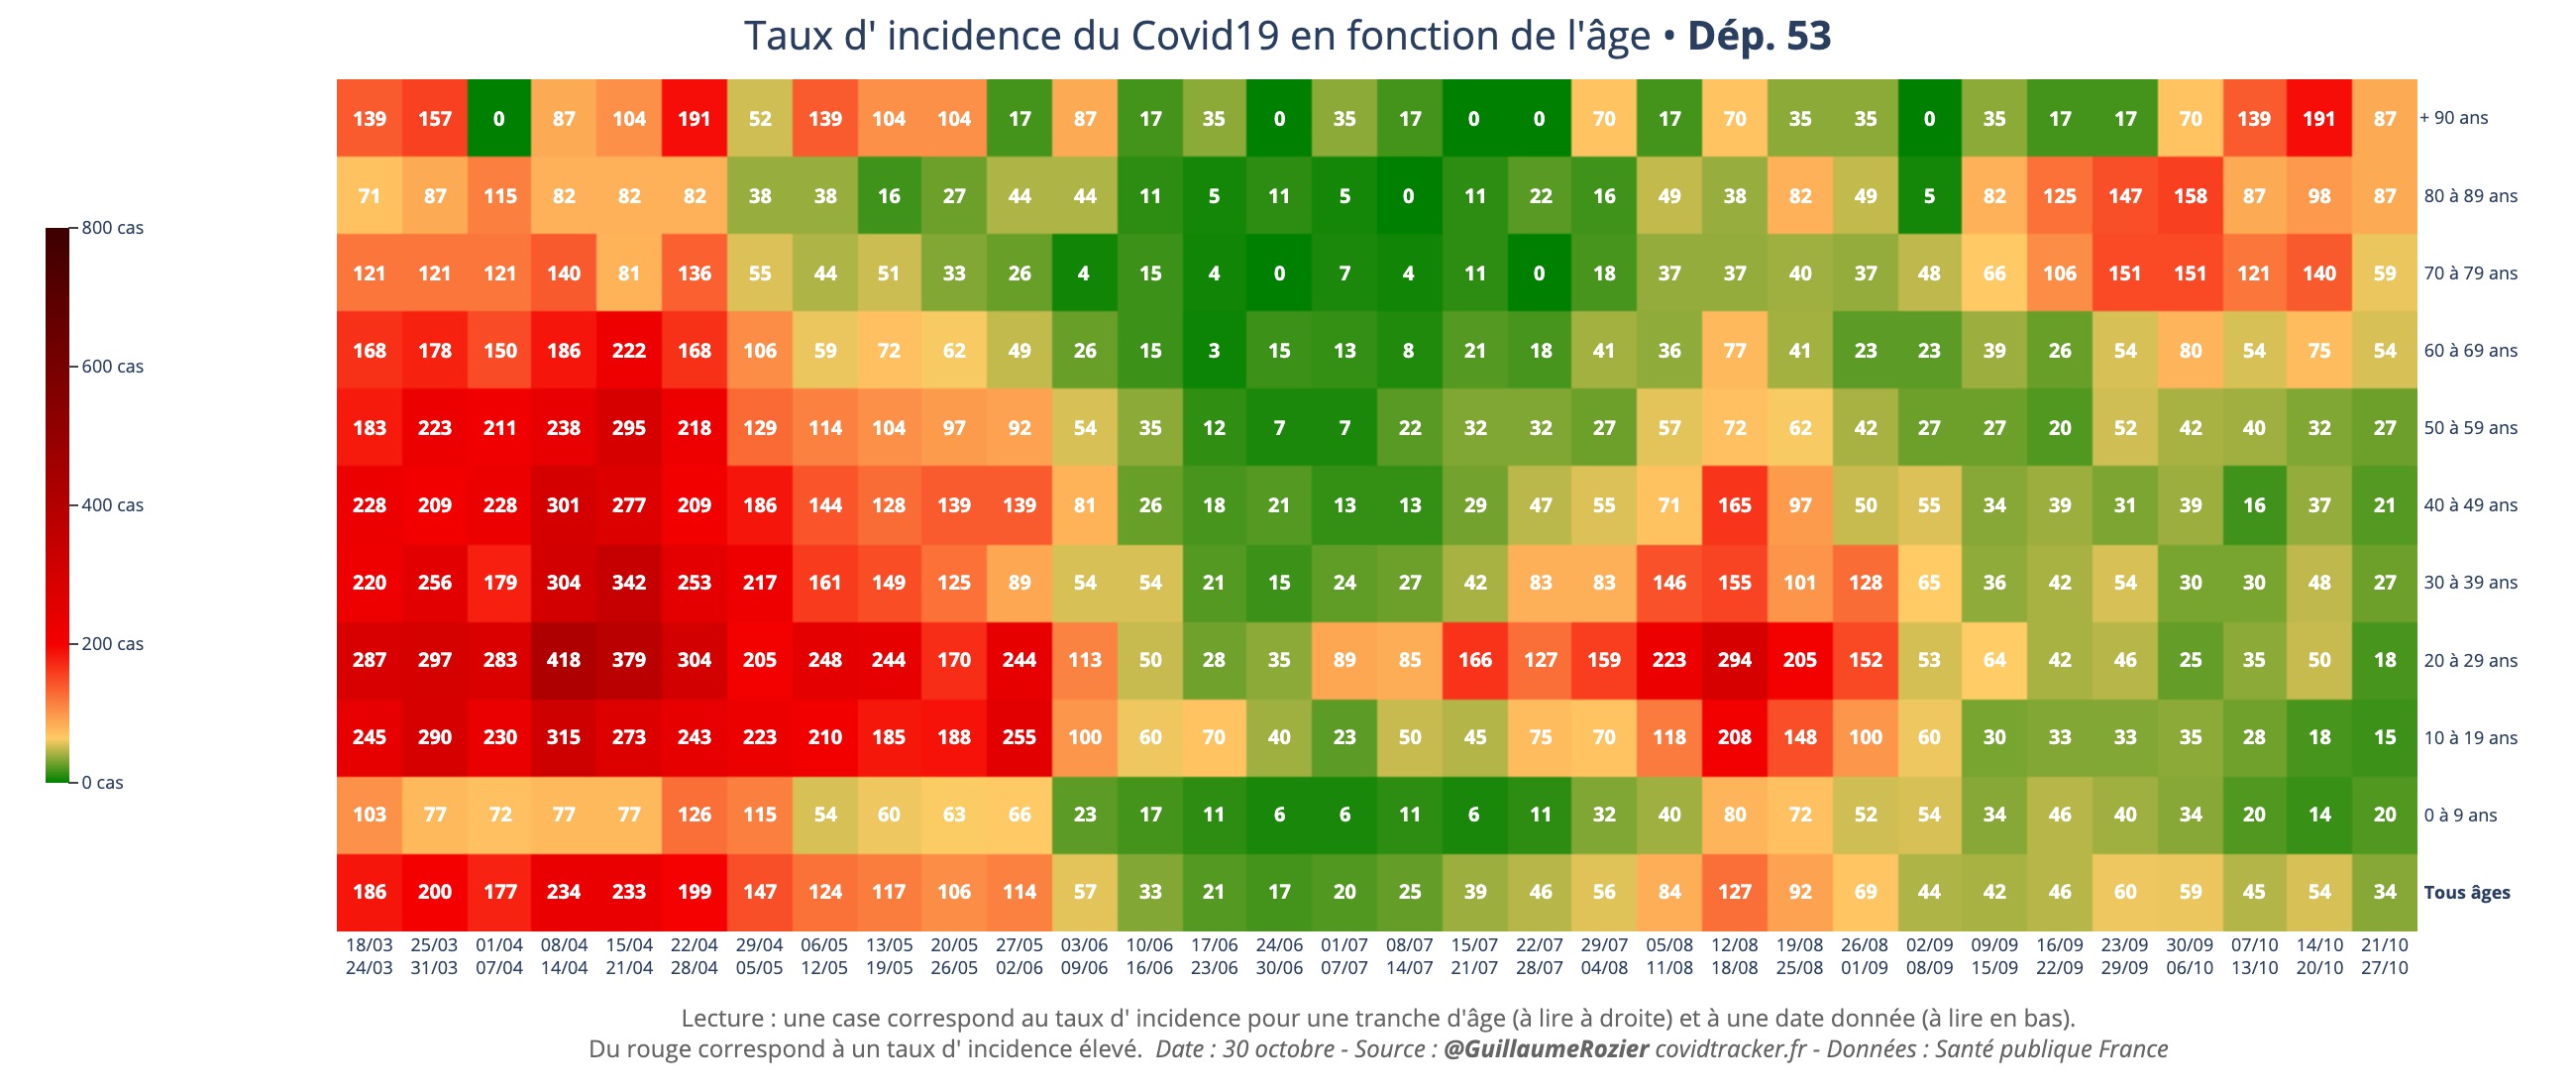 Taux d' incidence du Covid19 en fonction de l'âge • Dép. 53
800 cas
600 cas
400 cas
200 cas
0 cas
139 157 0 87 104 191 52 139 104 104 17 87 17 35 0 35 17 0 0 70 17 70 35 35 0 35 17 17 70 139 191 87 + 90 ans
71 87 115 82 82 82 38 38 16 27 44 44 11 5 11 5 0 11 22 16 49 38 82 49 5 82 125 147 158 87 98 87 80 à 89 ans
121 121 121 140 81 136 55 44 51 33 26 4 15 4 0 7 4 11 0 18 37 37 40 37 48 66 106 151 151 121 140 59 70 à 79 ans
168 178 150 186 222 168 106 59 72 62 49 26 15 3 15 13 8 21 18 41 36 77 41 23 23 39 26 54 80 54 75 54 60 à 69 ans
183 223 211 238 295 218 129 114 104 97 92 54 35 12 7 7 22 32 32 27 57 72 62 42 27 27 20 52 42 40 32 27 50 à 59 ans
228 209 228 301 277 209 186 144 128 139 139 81 26 18 21 13 13 29 47 55 71 165 97 50 55 34 39 31 39 16 37 21 40 à 49 ans
220 256 179 304 342 253 217 161 149 125 89 54 54 21 15 24 27 42 83 83 146 155 101 128 65 36 42 54 30 30 48 27 30 à 39 ans
287 297 283 418 379 304 205 248 244 170 244 113 50 28 35 89 85 166 127 159 223 294 205 152 53 64 42 46 25 35 50 18 20 à 29 ans
245 290 230 315 273 243 223 210 185 188 255 100 60 70 40 23 50 45 75 70 118 208 148 100 60 30 33 33 35 28 18 15 10 à 19 ans
103 77 72 77 77 126 115 54 60 63 66 23 17 11 6 6 11 6 11 32 40 80 72 52 54 34 46 40 34 20 14 20 0 à 9 ans
186 200 177 234 233 199 147 124 117 106 114 57 33 21 17 20 25 39 46 56 84 127 92 69 44 42 46 60 59 45 54 34 Tous âges
18/03 25/03 01/04 08/04 15/04 22/04 29/04 06/05 13/05 20/05 27/05 03/06 10/06 17/06 24/06 01/07 08/07 15/07 22/07 29/07 05/08 12/08 19/08 26/08 02/09 09/09 16/09 23/09 30/09 07/10 14/10 21/10
24/03 31/03 07/04 14/04 21/04 28/04 05/05 12/05 19/05 26/05 02/06 09/06 16/06 23/06 30/06 07/07 14/07 21/07 28/07 04/08 11/08 18/08 25/08 01/09 08/09 15/09 22/09 29/09 06/10 13/10 20/10 27/10
Lecture : une case correspond au taux d' incidence pour une tranche d'âge (à lire à droite) et à une date donnée (à lire en bas).
Du rouge correspond à un taux d' incidence élevé. Date : 30 octobre - Source : @GuillaumeRozier covidtracker.fr - Données : Santé publique France